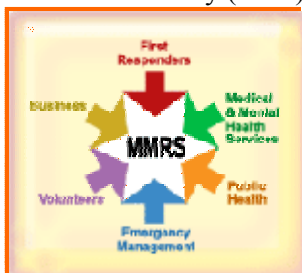 First
Responders
Business
Medical
& Mental
Health
Services
MMRS
Volunteers
Public
Health
Emergency
Management